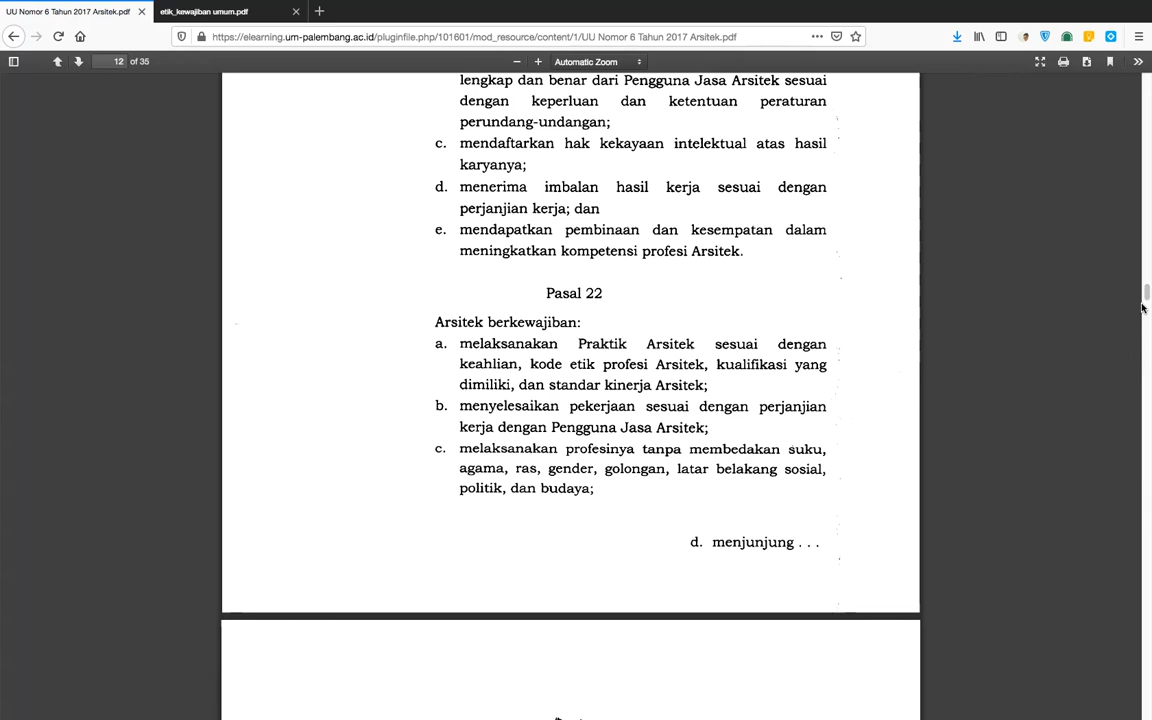 UU Nomor 6 Tahun 2017 Arsitek.pdf
etik_kewajiban umum.pdf
https://elearning.um-palembang.ac.id/pluginfile.php/101601/mod_resource/content/1/UU Nomor 6 Tahun 2017 Arsitek.pdf
12 of 35
Automatic Zoom
lengkap dan benar dari Pengguna Jasa Arsitek sesuai
dengan keperluan dan ketentuan peraturan
perundang-undangan;
c. mendaftarkan hak kekayaan intelektual atas hasil
karyanya;
d. menerima imbalan hasil kerja sesuai dengan
perjanjian kerja; dan
e. mendapatkan pembinaan dan kesempatan dalam
meningkatkan kompetensi profesi Arsitek.
Pasal 22
Arsitek berkewajiban:
a. melaksanakan Praktik Arsitek sesuai dengan
keahlian, kode etik profesi Arsitek, kualifikasi yang
dimiliki, dan standar kinerja Arsitek;
b. menyelesaikan pekerjaan sesuai dengan perjanjian
kerja dengan Pengguna Jasa Arsitek;
c. melaksanakan profesinya tanpa membedakan suku,
agama, ras, gender, golongan, latar belakang sosial,
politik, dan budaya;
d. menjunjung . . .